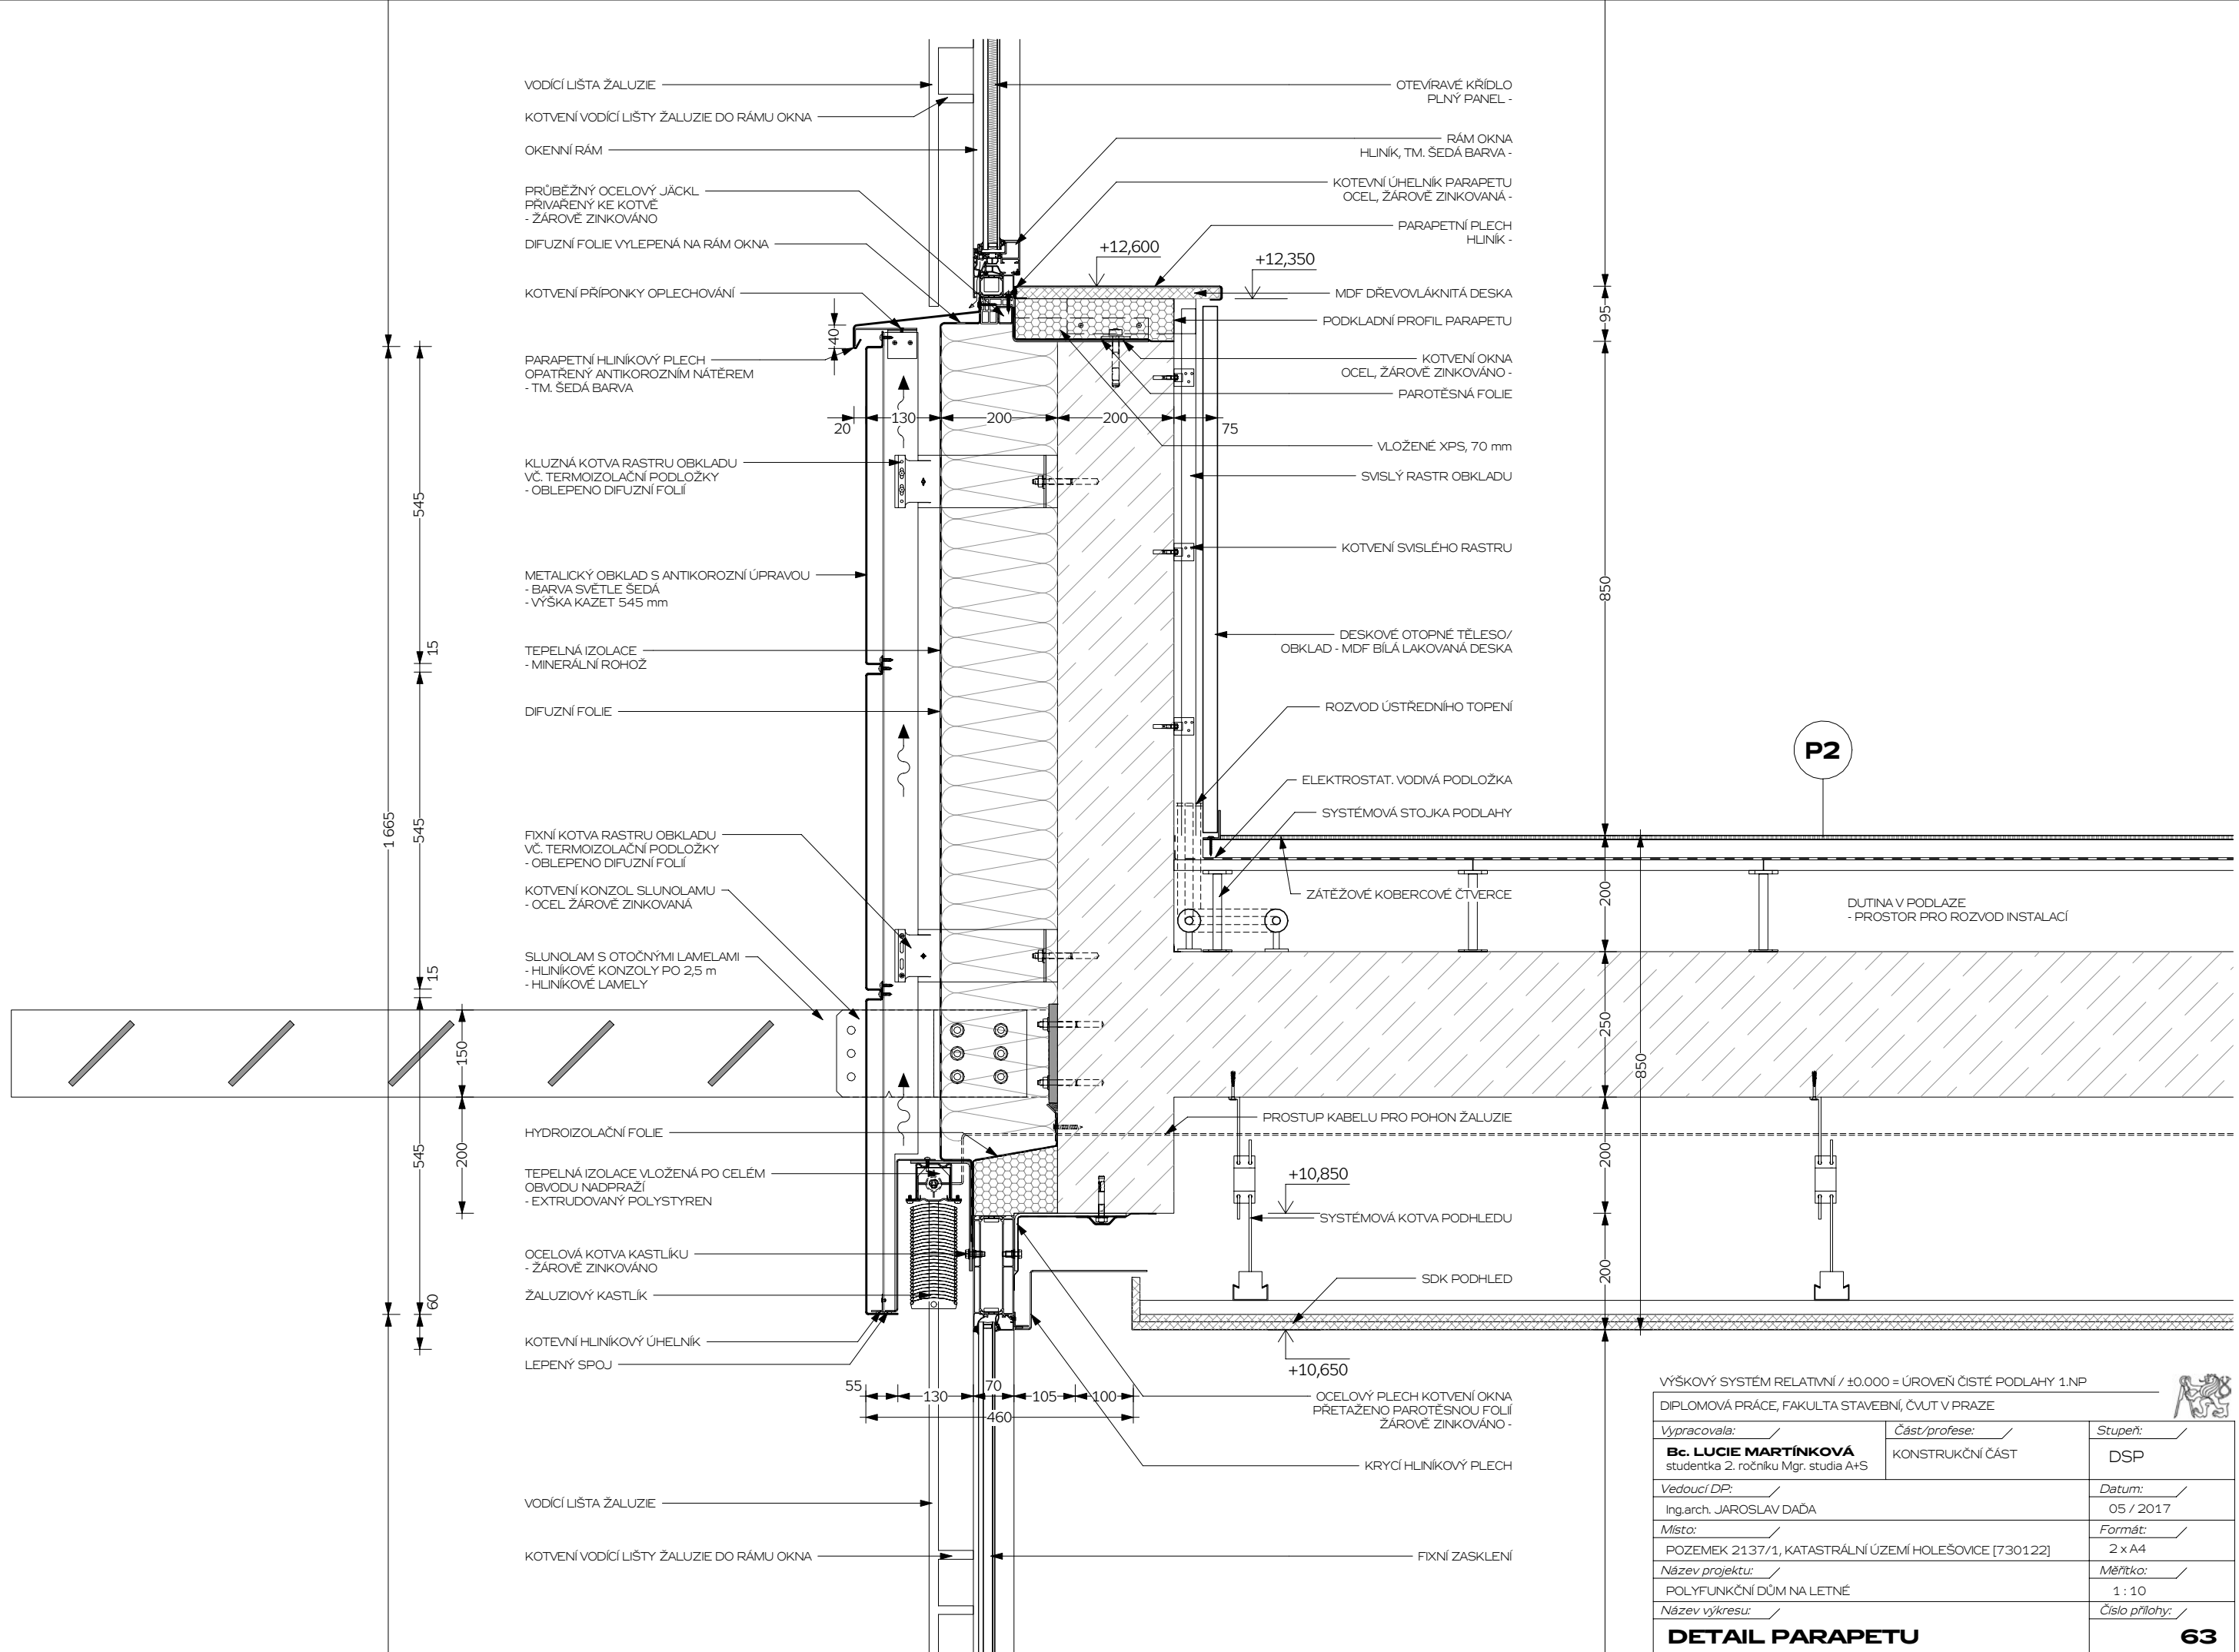 VODÍCÍ LIŠTA ŽALUZIE
KOTVENÍ VODÍCÍ LIŠTY ŽALUZIE DO RÁMU OKNA
OKENNÍ RÁM
PRŮBĚŽNÝ OCELOVÝ JÄCKL
PŘIVAŘENÝ KE KOTVĚ
- ŽÁROVĚ ZINKOVÁNO
DIFUZNÍ FOLIE VYLEPENÁ NA RÁM OKNA
KOTVENÍ PŘÍPONKY OPLECHOVÁNÍ
PARAPETNÍ HLINÍKOVÝ PLECH
OPATŘENÝ ANTIKOROZNÍM NÁTĚREM
- TM. ŠEDÁ BARVA
KLUZNÁ KOTVA RASTRU OBKLADU
VČ. TERMOIZOLAČNÍ PODLOŽKY
- OBLEPENO DIFUZNÍ FOLIÍ
METALICKÝ OBKLAD S ANTIKOROZNÍ ÚPRAVOU
- BARVA SVĚTLE ŠEDÁ
- VÝŠKA KAZET 545 mm
TEPELNÁ IZOLACE
- MINERÁLNÍ ROHOŽ
DIFUZNÍ FOLIE
FIXNÍ KOTVA RASTRU OBKLADU
VČ. TERMOIZOLAČNÍ PODLOŽKY
- OBLEPENO DIFUZNÍ FOLIÍ
KOTVENÍ KONZOL SLUNOLAMU
- OCEL ŽÁROVĚ ZINKOVANÁ
SLUNOLAM S OTOČNÝMI LAMELAMI
- HLINÍKOVÉ KONZOLY PO 2,5 m
- HLINÍKOVÉ LAMELY
HYDROIZOLAČNÍ FOLIE
TEPELNÁ IZOLACE VLOŽENÁ PO CELÉM
OBVODU NADPRAŽÍ
- EXTRUDOVANÝ POLYSTYREN
OCELOVÁ KOTVA KASTLÍKU
- ŽÁROVĚ ZINKOVÁNO
ŽALUZIOVÝ KASTLÍK
KOTEVNÍ HLINÍKOVÝ ÚHELNÍK
LEPENÝ SPOJ
VODÍCÍ LIŠTA ŽALUZIE
KOTVENÍ VODÍCÍ LIŠTY ŽALUZIE DO RÁMU OKNA
OTEVÍRAVÉ KŘÍDLO
PLNÝ PANEL -
RÁM OKNA
HLINÍK, TM. ŠEDÁ BARVA -
KOTEVNÍ ÚHELNÍK PARAPETU
OCEL, ŽÁROVĚ ZINKOVANÁ -
PARAPETNÍ PLECH
HLINÍK -
MDF DŘEVOVLÁKNITÁ DESKA
PODKLADNÍ PROFIL PARAPETU
KOTVENÍ OKNA
OCEL, ŽÁROVĚ ZINKOVÁNO -
PAROTĚSNÁ FOLIE
VLOŽENÉ XPS, 70 mm
SVISLÝ RASTR OBKLADU
KOTVENÍ SVISLÉHO RASTRU
DESKOVÉ OTOPNÉ TĚLESO/
OBKLAD - MDF BÍLÁ LAKOVANÁ DESKA
ROZVOD ÚSTŘEDNÍHO TOPENÍ
ELEKTROSTAT. VODIVÁ PODLOŽKA
SYSTÉMOVÁ STOJKA PODLAHY
ZÁTĚŽOVÉ KOBERCOVÉ ČTVERCE
DUTINA V PODLAZE
- PROSTOR PRO ROZVOD INSTALACÍ
PROSTUP KABELU PRO POHON ŽALUZIE
SYSTÉMOVÁ KOTVA PODHLEDU
SDK PODHLED
OCELOVÝ PLECH KOTVENÍ OKNA
PŘETAŽENO PAROTĚSNOU FOLIÍ
ŽÁROVĚ ZINKOVÁNO -
KRYCÍ HLINÍKOVÝ PLECH
FIXNÍ ZASKLENÍ
P2
+12,600
+12,350
+10,850
+10,650
40
20
130
200
200
75
1 665
545
15
545
15
545
60
150
200
95
850
200
250
850
200
200
55
130
70
105
100
460
VÝŠKOVÝ SYSTÉM RELATIVNÍ / ±0.000 = ÚROVEŇ ČISTÉ PODLAHY 1.NP
DIPLOMOVÁ PRÁCE, FAKULTA STAVEBNÍ, ČVUT V PRAZE
Vypracovala:
Bc. LUCIE MARTÍNKOVÁ
studentka 2. ročníku Mgr. studia A+S
Část/profese:
KONSTRUKČNÍ ČÁST
Stupeň:
DSP
Vedoucí DP:
Ing.arch. JAROSLAV DAĎA
Datum:
05 / 2017
Místo:
POZEMEK 2137/1, KATASTRÁLNÍ ÚZEMÍ HOLEŠOVICE [730122]
Formát:
2 x A4
Název projektu:
POLYFUNKČNÍ DŮM NA LETNÉ
Měřítko:
1 : 10
Název výkresu:
DETAIL PARAPETU
Číslo přílohy:
63